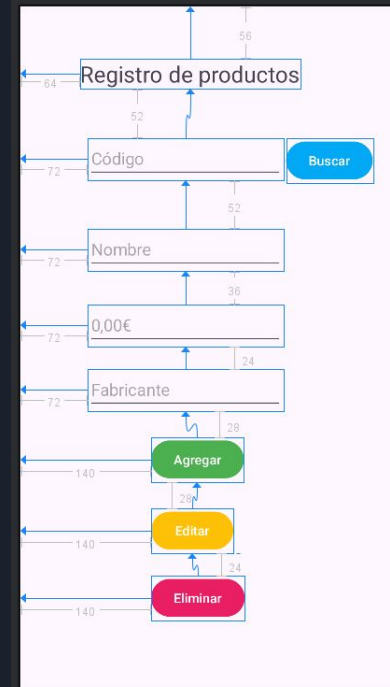 56
Registro de productos
64
52
Código
Buscar
72
52
Nombre
72
36
0,00€
72
24
Fabricante
72
28
Agregar
140
28
Editar
140
24
Eliminar
140